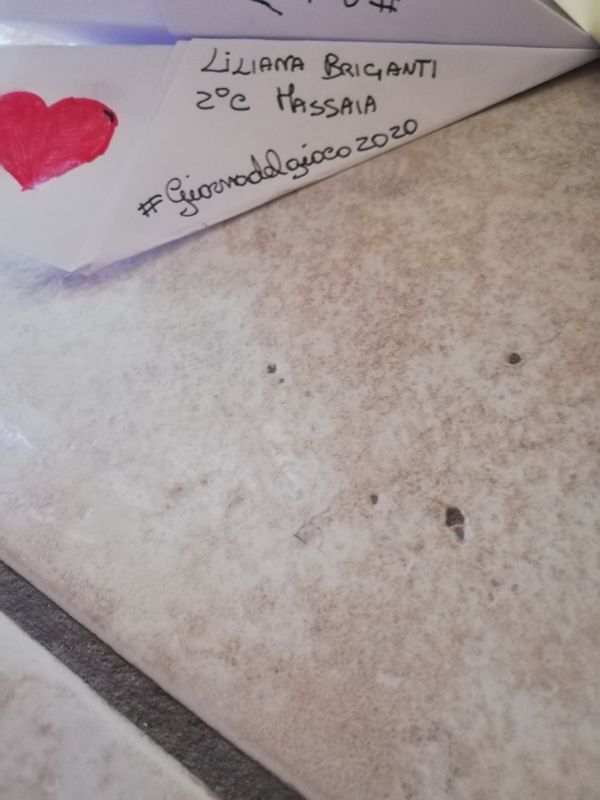 LILIANA BRIGANTI
2°C MASSAIA
#Giornodelgioco2020